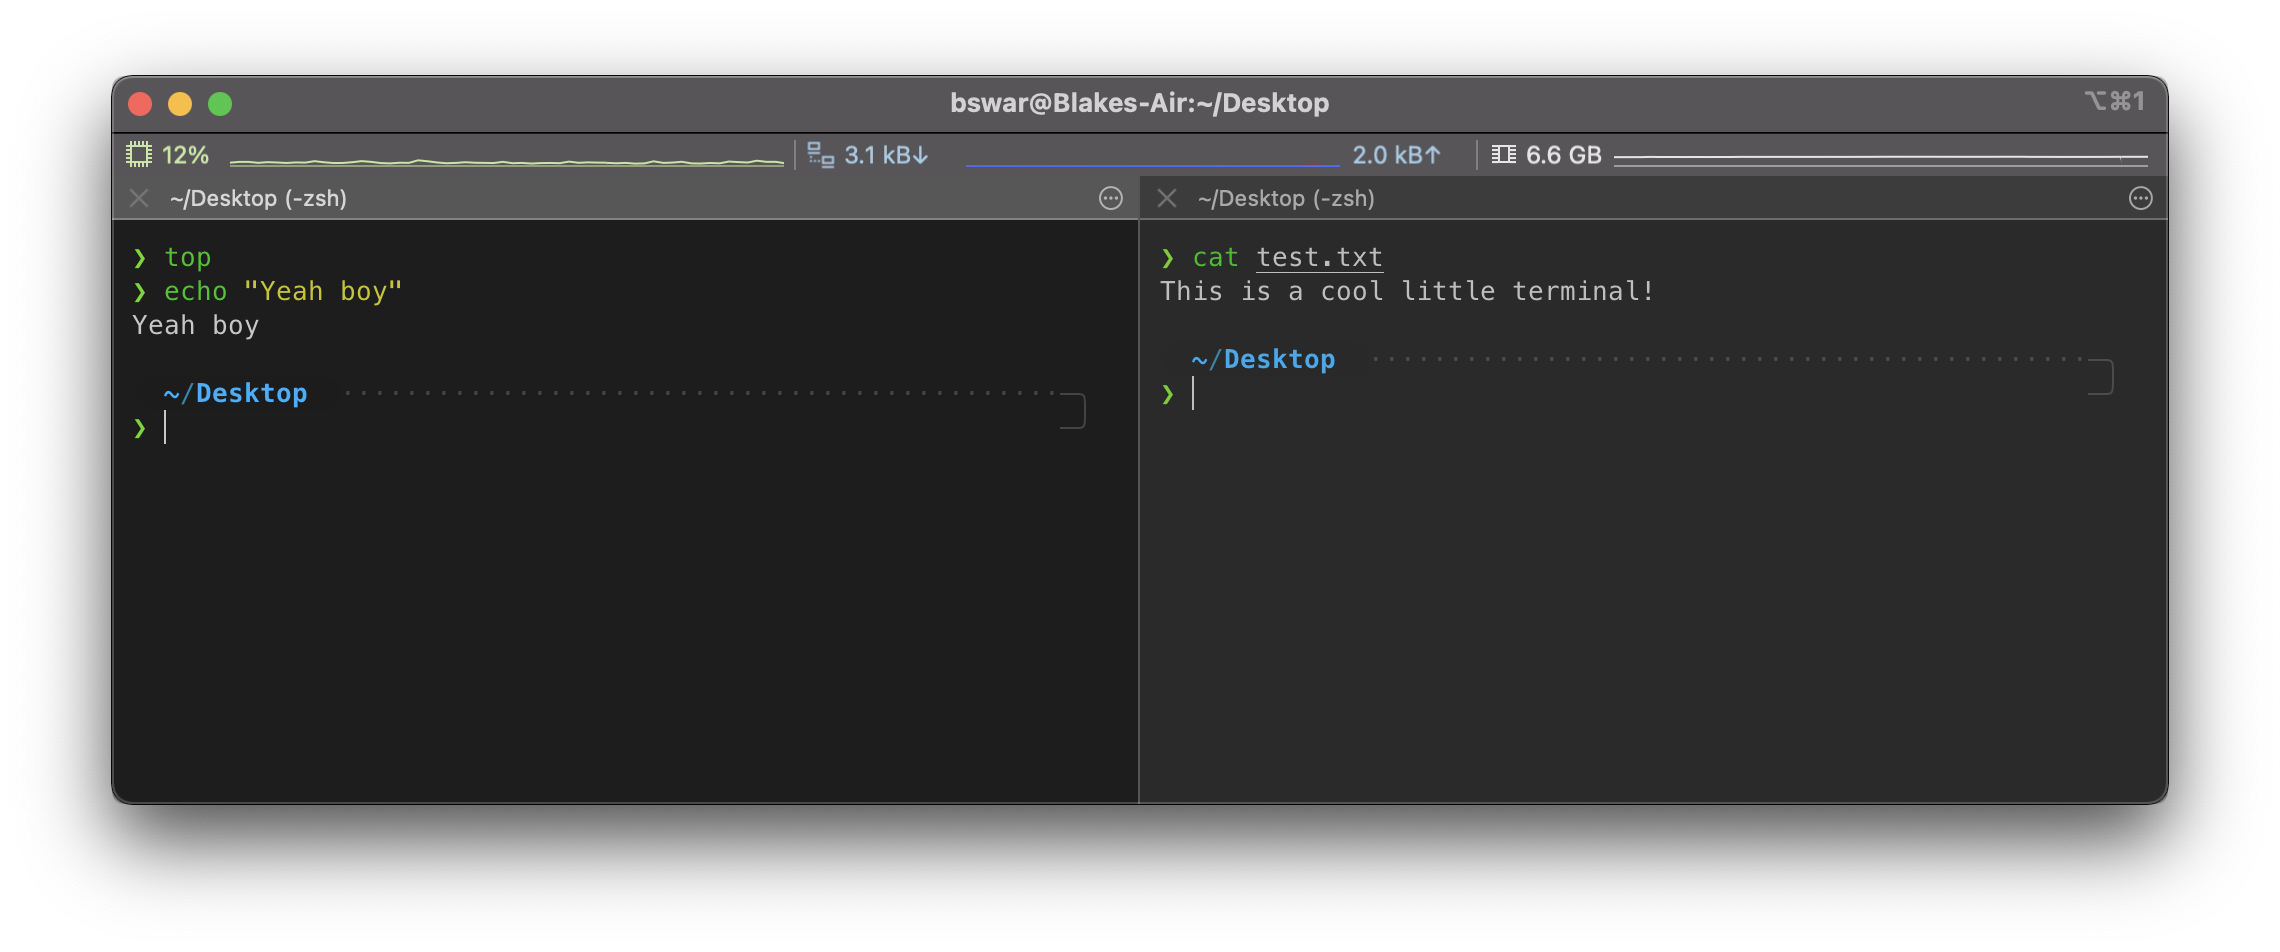 bswar@Blakes-Air:~/Desktop
⌥⌘1
12%
3.1 kB↓
2.0 kB↑
6.6 GB
~/Desktop (-zsh)
❯ top
❯ echo "Yeah boy"
Yeah boy
~/Desktop
❯
~/Desktop (-zsh)
❯ cat test.txt
This is a cool little terminal!
~/Desktop
❯